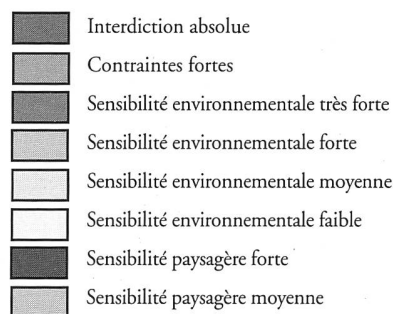 Interdiction absolue
Contraintes fortes
Sensibilité environnementale très forte
Sensibilité environnementale forte
Sensibilité environnementale moyenne
Sensibilité environnementale faible
Sensibilité paysagère forte
Sensibilité paysagère moyenne